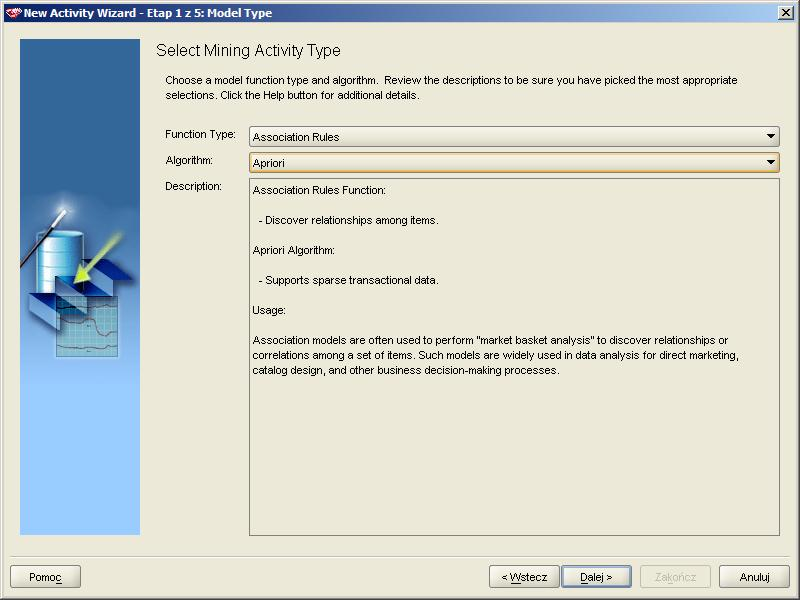 New Activity Wizard - Etap 1 z 5: Model Type
Select Mining Activity Type
Choose a model function type and algorithm. Review the descriptions to be sure you have picked the most appropriate
selections. Click the Help button for additional details.
Function Type: Association Rules
Algorithm: Apriori
Description:
Association Rules Function:
- Discover relationships among items.
Apriori Algorithm:
- Supports sparse transactional data.
Usage:
Association models are often used to perform "market basket analysis" to discover relationships or
correlations among a set of items. Such models are widely used in data analysis for direct marketing,
catalog design, and other business decision-making processes.
Pomoc < Wstecz Dalej > Zakończ Anuluj